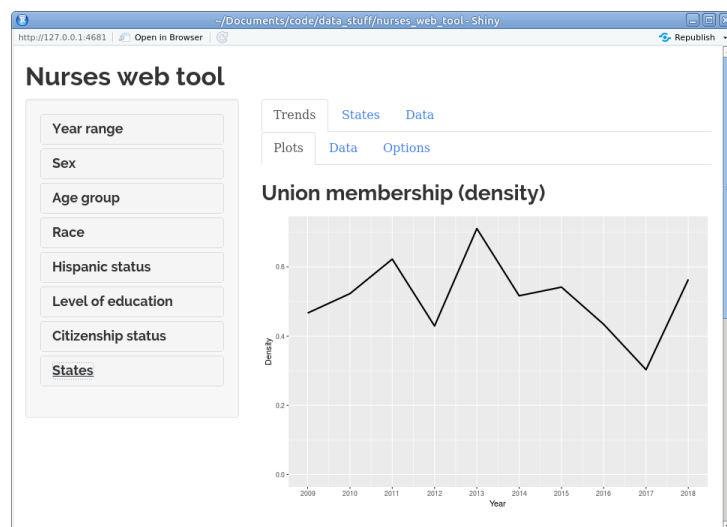 ~/Documents/code/data_stuff/nurses_web_tool - Shiny
http://127.0.0.1:4681 Open in Browser Republish
Nurses web tool
Year range
Sex
Age group
Race
Hispanic status
Level of education
Citizenship status
States
Trends States Data
Plots Data Options
Union membership (density)
0.6
0.4
0.2
0.0
Density
2009 2010 2011 2012 2013 2014 2015 2016 2017 2018
Year